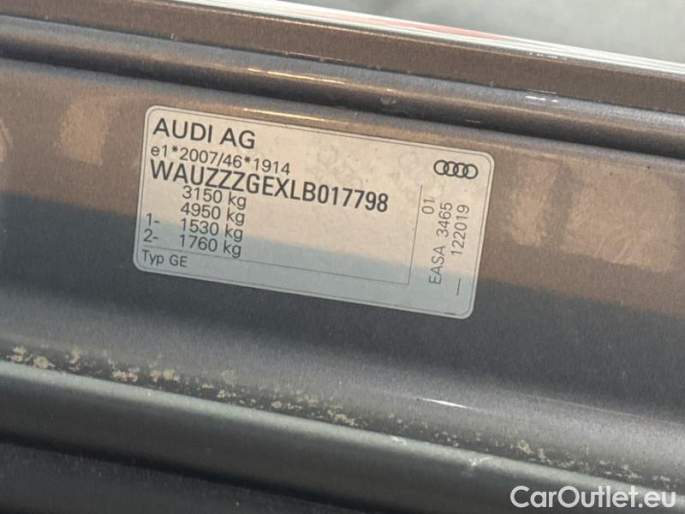 AUDI AG
e1*2007/46*1914
WAUZZZGEXLB017798
3150 kg
4950 kg
1- 1530 kg
2- 1760 kg
Typ GE
01
EASA 3465
122019
CarOutlet.eu